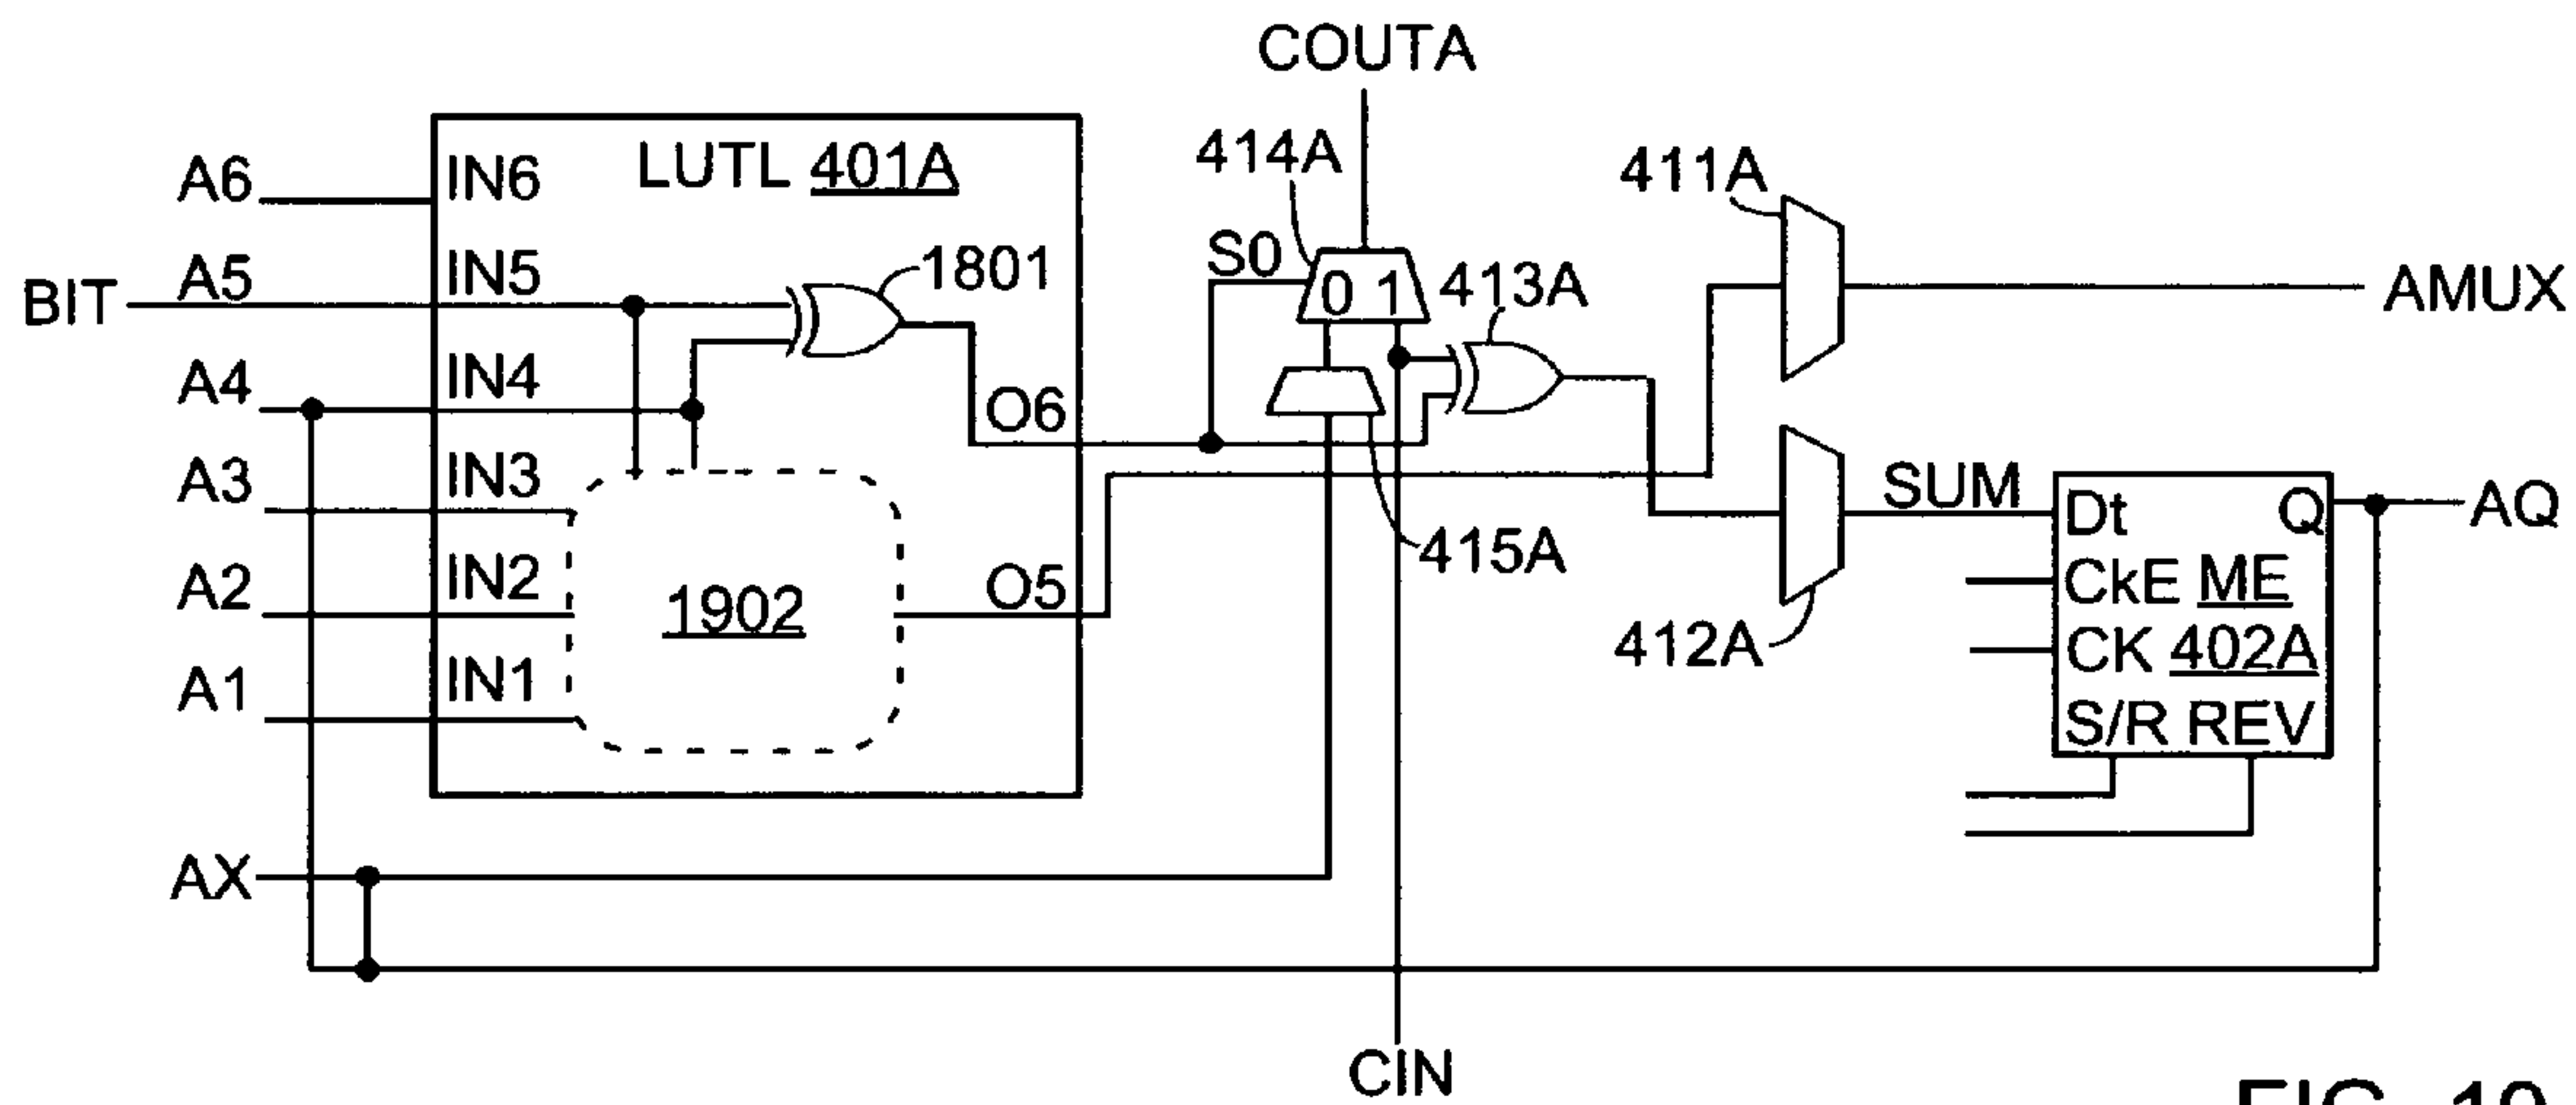 COUTA
A6 IN6 LUTL 401A 414A 411A
BIT A5 IN5 1801 S0 0 1 413A AMUX
A4 IN4 O6
A3 IN3 SUM Dt Q AQ
A2 IN2 1902 O5 415A CkE ME
412A CK 402A
A1 IN1 S/R REV
AX
CIN